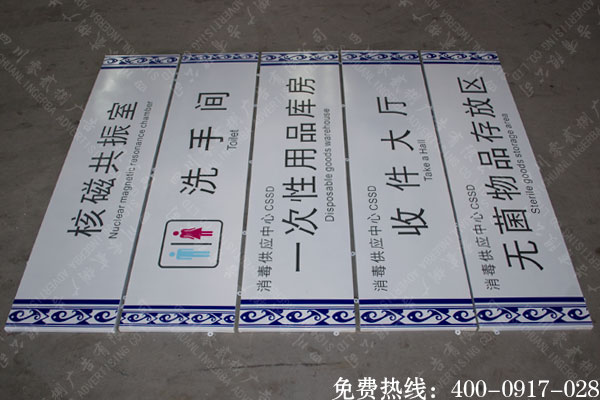 核磁共振室
Nuclear magnetic rusonance chamber
洗手间
Toilet
消毒供应中心 CSSD
一次性用品库房
Disposable goods warehouse
消毒供应中心 CSSD
收件大厅
Take a Hall
消毒供应中心 CSSD
无菌物品存放区
Sterile goods storage area
免费热线：400-0917-028